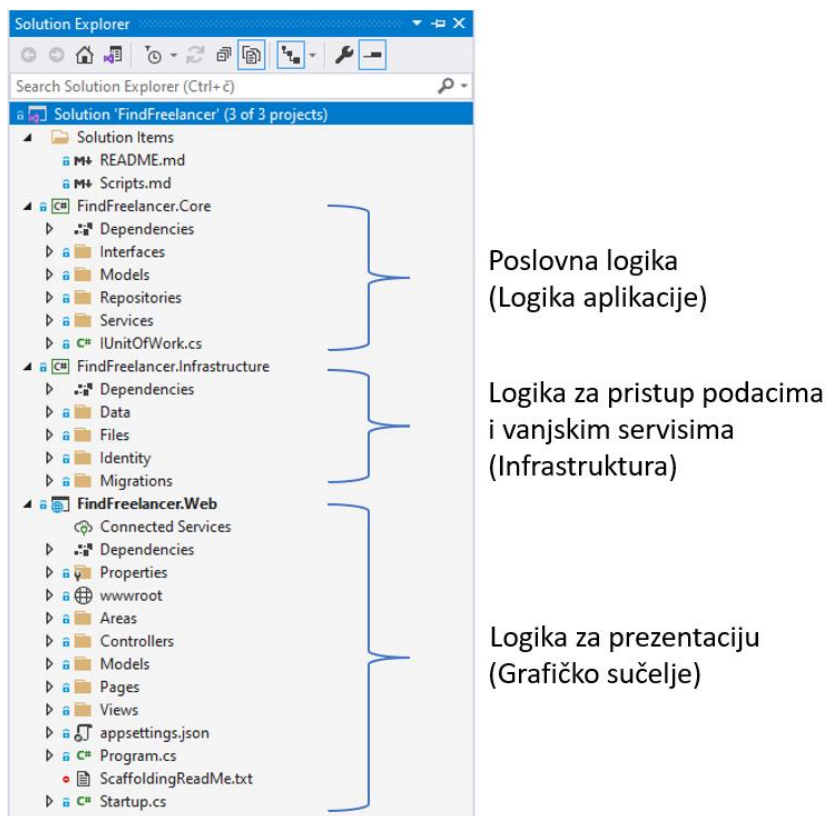 Solution Explorer
Search Solution Explorer (Ctrl+č)
Solution 'FindFreelancer' (3 of 3 projects)
Solution Items
README.md
Scripts.md
C# FindFreelancer.Core
Dependencies
Interfaces
Models
Repositories
Services
C# IUnitOfWork.cs
C# FindFreelancer.Infrastructure
Dependencies
Data
Files
Identity
Migrations
FindFreelancer.Web
Connected Services
Dependencies
Properties
wwwroot
Areas
Controllers
Models
Pages
Views
appsettings.json
C# Program.cs
ScaffoldingReadMe.txt
C# Startup.cs
Poslovna logika
(Logika aplikacije)
Logika za pristup podacima
i vanjskim servisima
(Infrastruktura)
Logika za prezentaciju
(Grafičko sučelje)